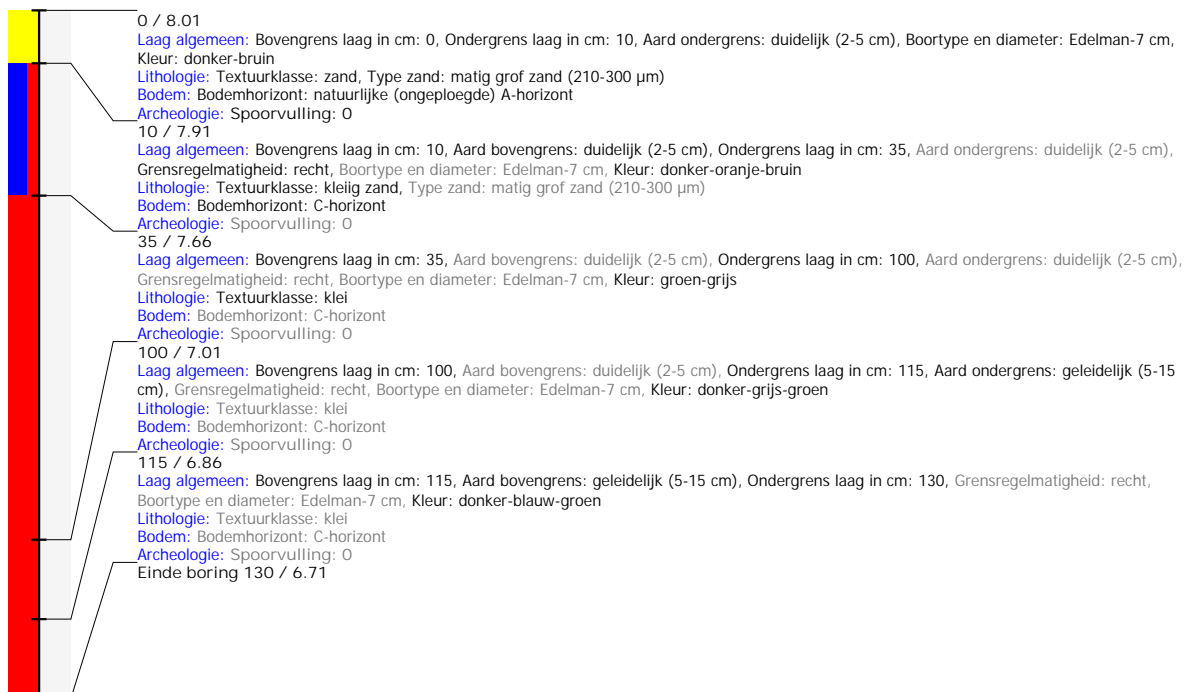 0 / 8.01
Laag algemeen: Bovengrens laag in cm: 0, Ondergrens laag in cm: 10, Aard ondergrens: duidelijk (2-5 cm), Boortype en diameter: Edelman-7 cm,
Kleur: donker-bruin
Lithologie: Textuurklasse: zand, Type zand: matig grof zand (210-300 µm)
Bodem: Bodemhorizont: natuurlijke (ongeploegde) A-horizont
Archeologie: Spoorvulling: 0
10 / 7.91
Laag algemeen: Bovengrens laag in cm: 10, Aard bovengrens: duidelijk (2-5 cm), Ondergrens laag in cm: 35, Aard ondergrens: duidelijk (2-5 cm),
Grensregelmatigheid: recht, Boortype en diameter: Edelman-7 cm, Kleur: donker-oranje-bruin
Lithologie: Textuurklasse: kleiig zand, Type zand: matig grof zand (210-300 µm)
Bodem: Bodemhorizont: C-horizont
Archeologie: Spoorvulling: 0
35 / 7.66
Laag algemeen: Bovengrens laag in cm: 35, Aard bovengrens: duidelijk (2-5 cm), Ondergrens laag in cm: 100, Aard ondergrens: duidelijk (2-5 cm),
Grensregelmatigheid: recht, Boortype en diameter: Edelman-7 cm, Kleur: groen-grijs
Lithologie: Textuurklasse: klei
Bodem: Bodemhorizont: C-horizont
Archeologie: Spoorvulling: 0
100 / 7.01
Laag algemeen: Bovengrens laag in cm: 100, Aard bovengrens: duidelijk (2-5 cm), Ondergrens laag in cm: 115, Aard ondergrens: geleidelijk (5-15
cm), Grensregelmatigheid: recht, Boortype en diameter: Edelman-7 cm, Kleur: donker-grijs-groen
Lithologie: Textuurklasse: klei
Bodem: Bodemhorizont: C-horizont
Archeologie: Spoorvulling: 0
115 / 6.86
Laag algemeen: Bovengrens laag in cm: 115, Aard bovengrens: geleidelijk (5-15 cm), Ondergrens laag in cm: 130, Grensregelmatigheid: recht,
Boortype en diameter: Edelman-7 cm, Kleur: donker-blauw-groen
Lithologie: Textuurklasse: klei
Bodem: Bodemhorizont: C-horizont
Archeologie: Spoorvulling: 0
Einde boring 130 / 6.71